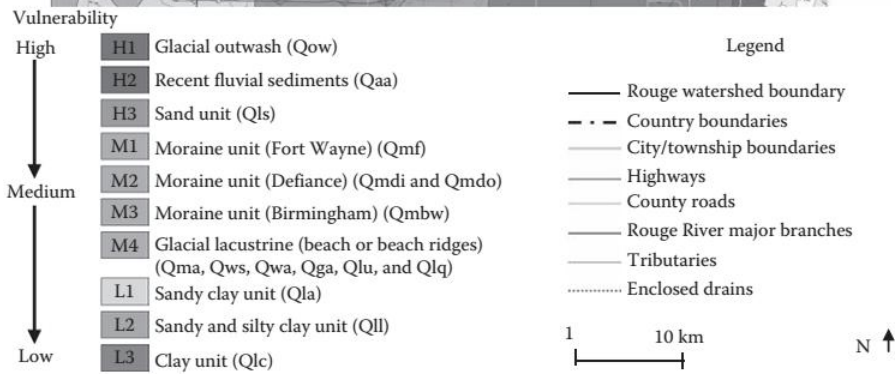 Vulnerability
High
H1 Glacial outwash (Qow)
H2 Recent fluvial sediments (Qaa)
H3 Sand unit (Qls)
M1 Moraine unit (Fort Wayne) (Qmf)
Medium
M2 Moraine unit (Defiance) (Qmdi and Qmdo)
M3 Moraine unit (Birmingham) (Qmbw)
M4 Glacial lacustrine (beach or beach ridges)
(Qma, Qws, Qwa, Qga, Qlu, and Qlq)
L1 Sandy clay unit (Qla)
L2 Sandy and silty clay unit (Qll)
Low
L3 Clay unit (Qlc)
Legend
Rouge watershed boundary
Country boundaries
City/township boundaries
Highways
County roads
Rouge River major branches
Tributaries
Enclosed drains
1 10 km
N